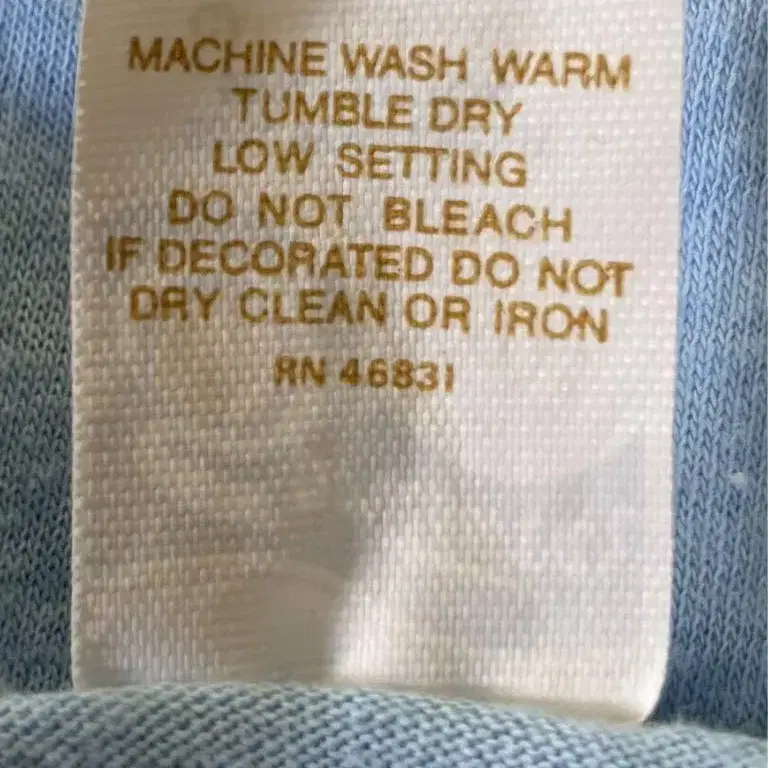 MACHINE WASH WARM
TUMBLE DRY
LOW SETTING
DO NOT BLEACH
IF DECORATED DO NOT
DRY CLEAN OR IRON
RN 46831